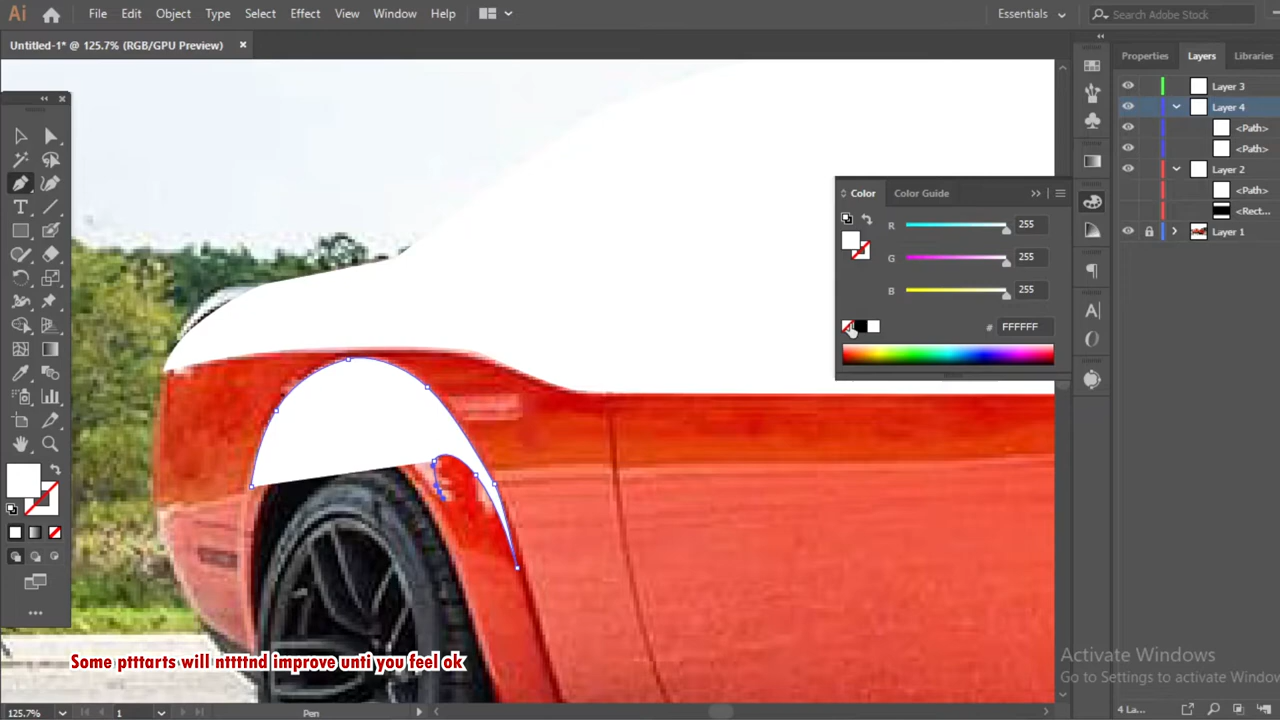 Ai File Edit Object Type Select Effect View Window Help Essentials Search Adobe Stock
Untitled-1* @ 125.7% (RGB/GPU Preview)
Properties Layers Libraries
Layer 3
Layer 4
<Path>
<Path>
Layer 2
<Path>
<Rect...
Layer 1
Color Color Guide
R 255
G 255
B 255
# FFFFFF
Some ptttarts will nttttnd improve unti you feel ok
Activate Windows
Go to Settings to activate Window
125.7% 1 Pen 4 La...